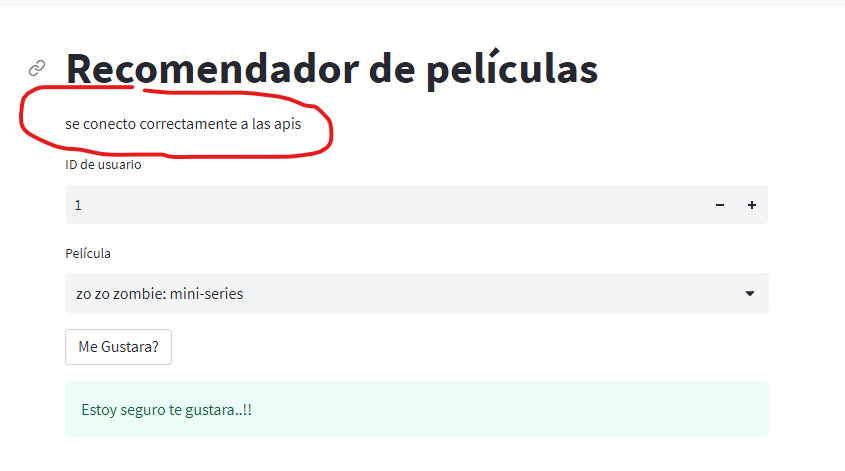 Recomendador de películas
se conecto correctamente a las apis
ID de usuario
1
Película
zo zo zombie: mini-series
Me Gustara?
Estoy seguro te gustara..!!